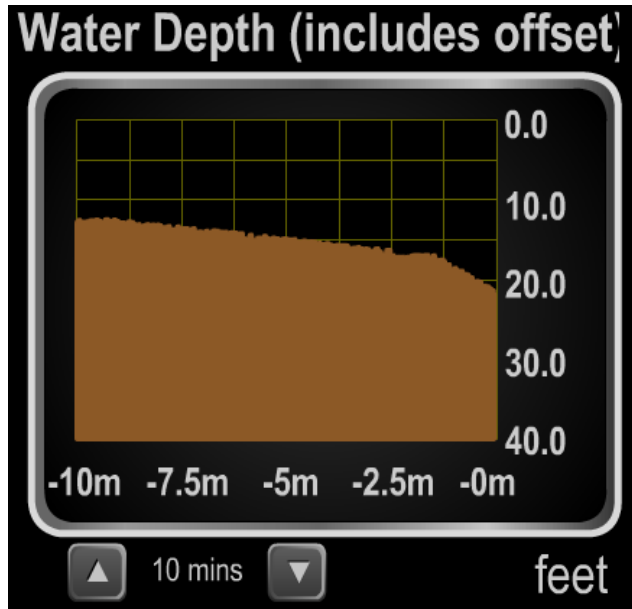 Water Depth (includes offset)
0.0
10.0
20.0
30.0
40.0
-10m -7.5m -5m -2.5m -0m
10 mins
feet